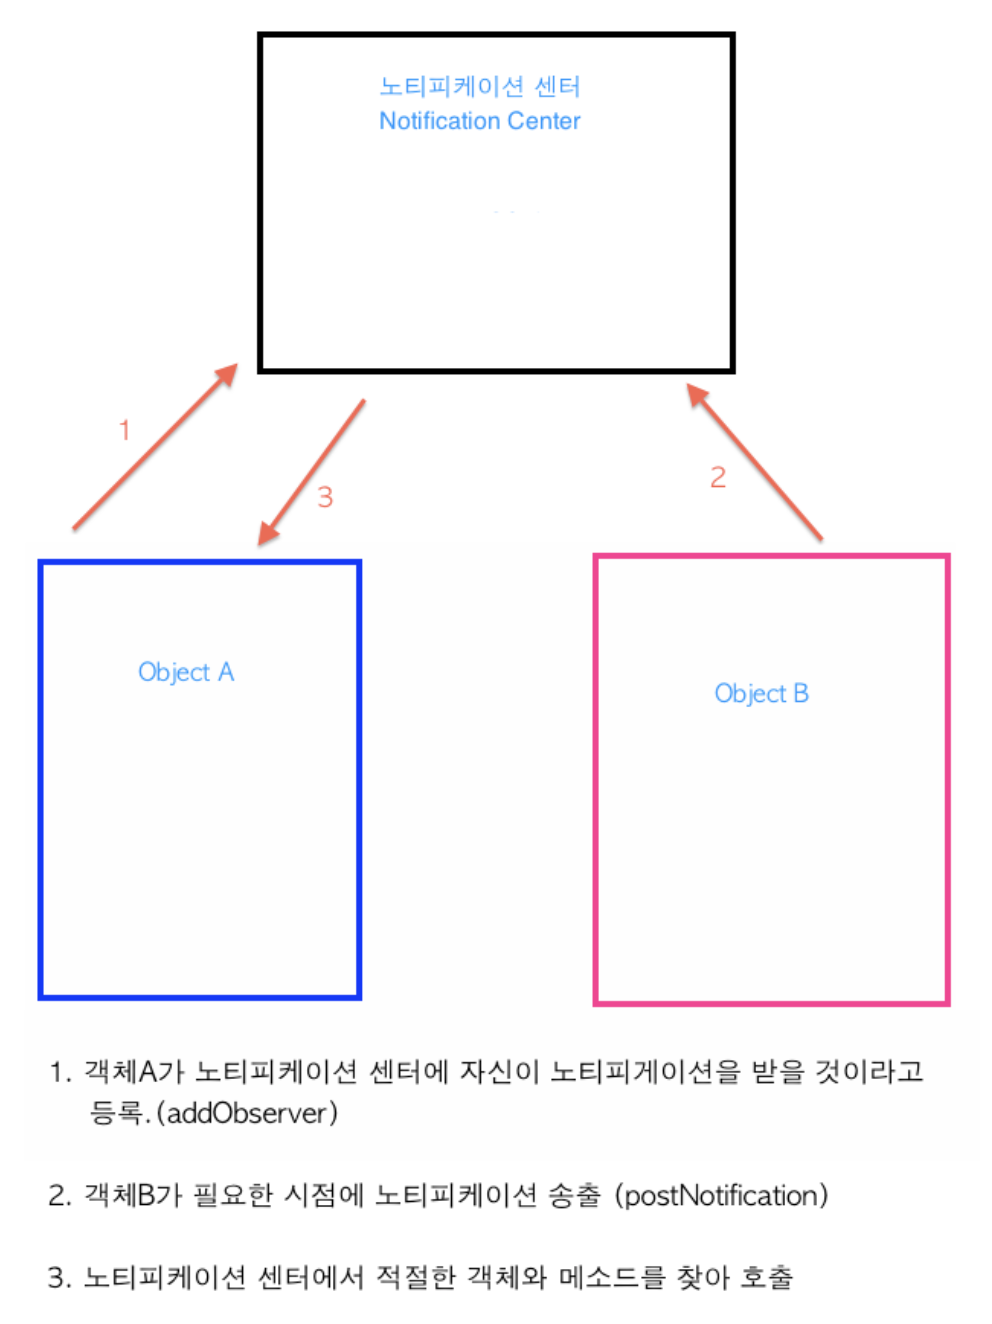 노티피케이션 센터
Notification Center
1
3
2
Object A
Object B
1. 객체A가 노티피케이션 센터에 자신이 노티피게이션을 받을 것이라고
등록.(addObserver)
2. 객체B가 필요한 시점에 노티피케이션 송출 (postNotification)
3. 노티피케이션 센터에서 적절한 객체와 메소드를 찾아 호출